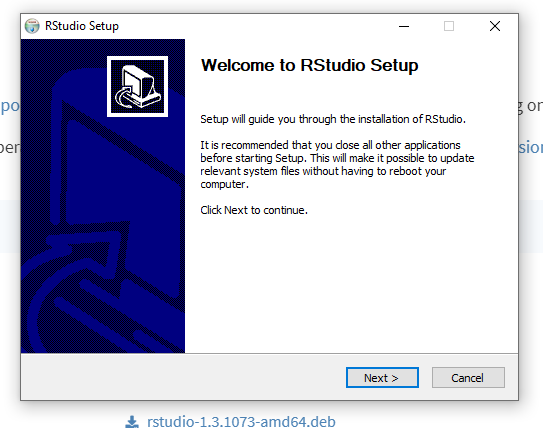 RStudio Setup
Welcome to RStudio Setup
Setup will guide you through the installation of RStudio.
It is recommended that you close all other applications
before starting Setup. This will make it possible to update
relevant system files without having to reboot your
computer.
Click Next to continue.
Next >
Cancel
rstudio-1.3.1073-amd64.deb